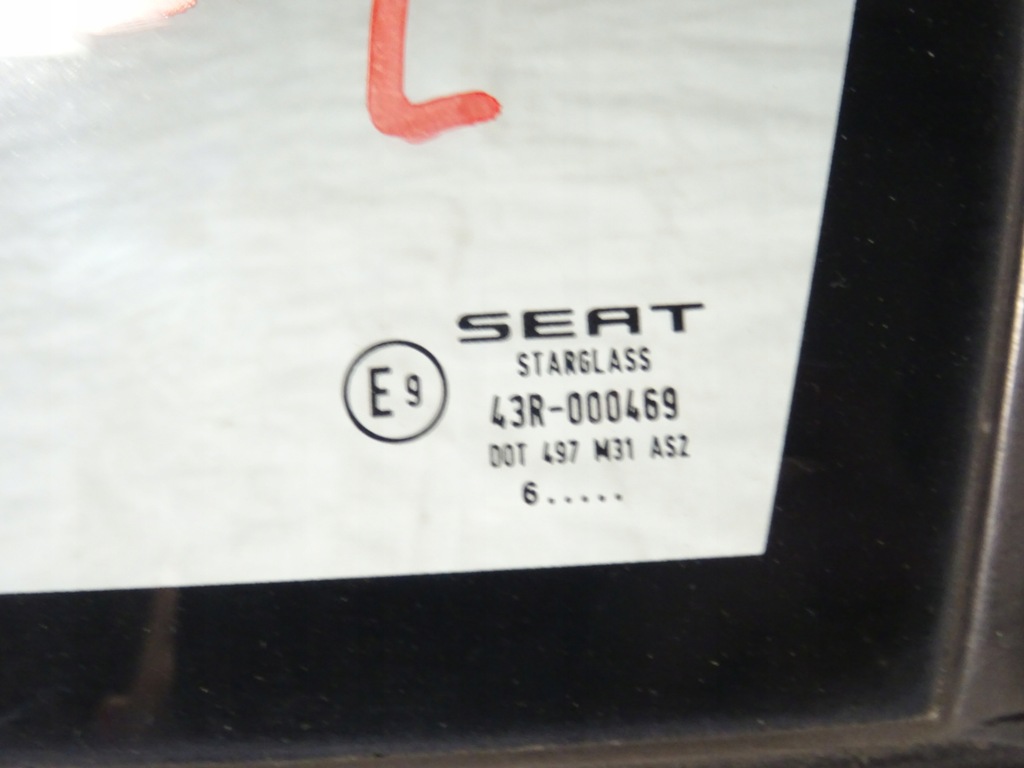 SEAT
STARGLASS
E9
43R-000469
DOT 497 M31 AS2
6.....